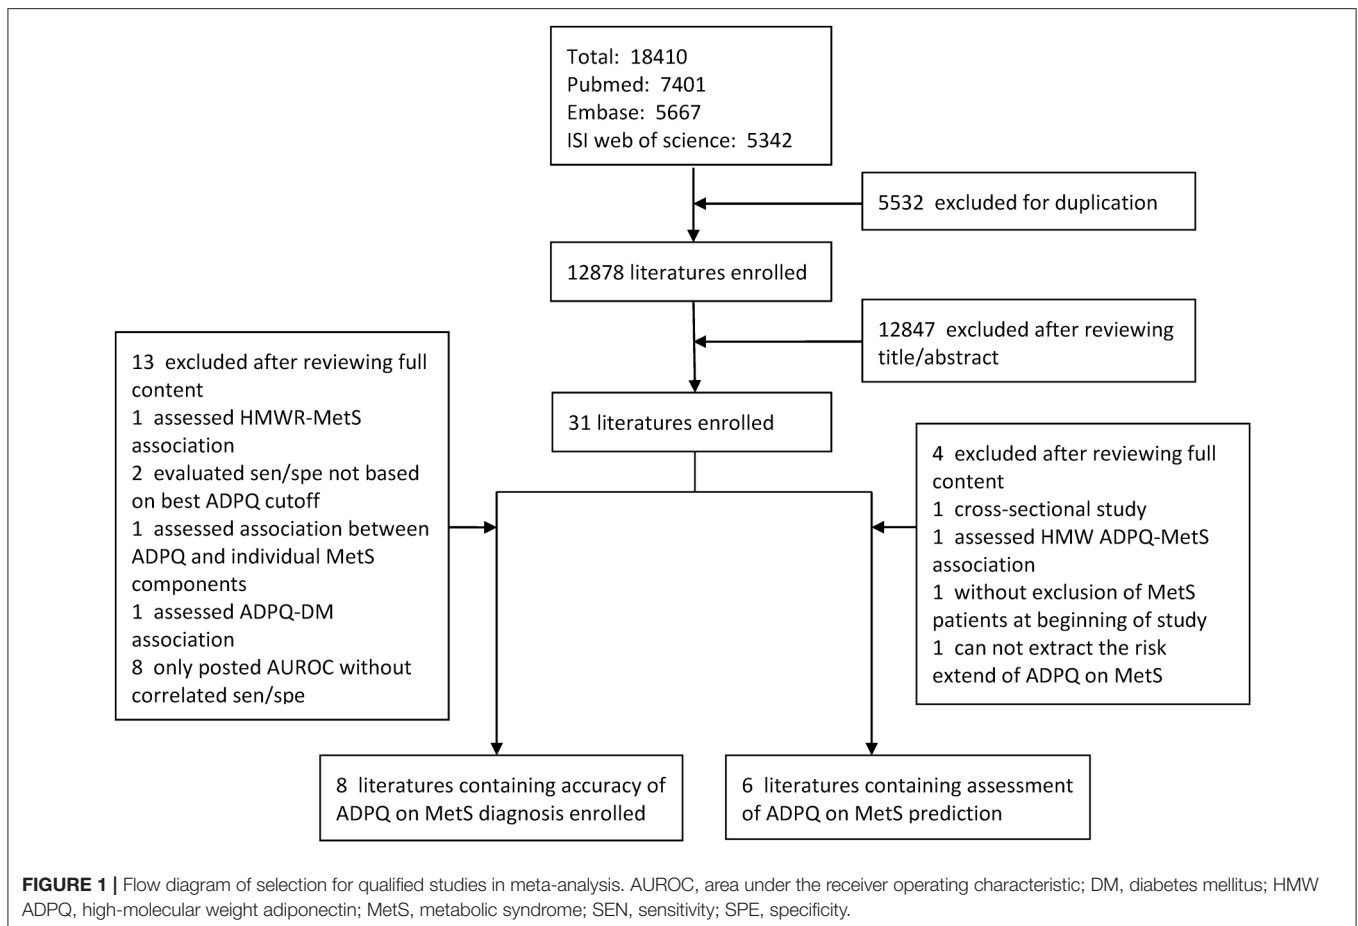 Total: 18410
Pubmed: 7401
Embase: 5667
ISI web of science: 5342
5532 excluded for duplication
12878 literatures enrolled
12847 excluded after reviewing
title/abstract
31 literatures enrolled
13 excluded after reviewing full
content
1 assessed HMWR-MetS
association
2 evaluated sen/spe not based
on best ADPQ cutoff
1 assessed association between
ADPQ and individual MetS
components
1 assessed ADPQ-DM
association
8 only posted AUROC without
correlated sen/spe
4 excluded after reviewing full
content
1 cross-sectional study
1 assessed HMW ADPQ-MetS
association
1 without exclusion of MetS
patients at beginning of study
1 can not extract the risk
extend of ADPQ on MetS
8 literatures containing accuracy of
ADPQ on MetS diagnosis enrolled
6 literatures containing assessment
of ADPQ on MetS prediction
FIGURE 1 | Flow diagram of selection for qualified studies in meta-analysis. AUROC, area under the receiver operating characteristic; DM, diabetes mellitus; HMW
ADPQ, high-molecular weight adiponectin; MetS, metabolic syndrome; SEN, sensitivity; SPE, specificity.